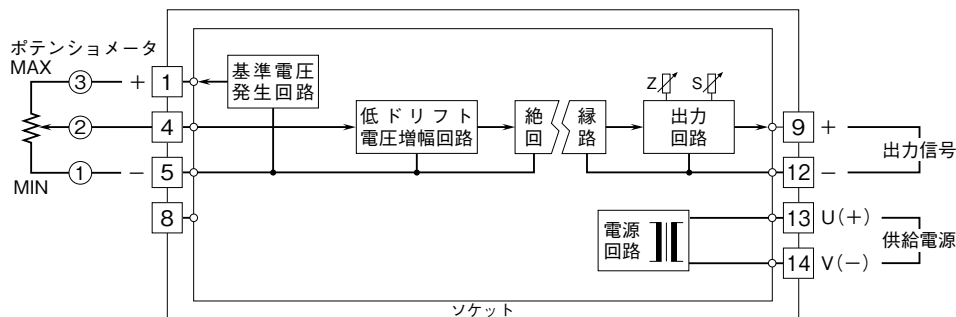 ポテンショメータ
MAX
③ + 1
② 4
① − 5
MIN
8
基準電圧
発生回路
低ドリフト
電圧増幅回路
絶縁
回路
Z S
出力
回路
9 +
12 −
出力信号
電源
回路
13 U(+)
14 V(−)
供給電源
ソケット